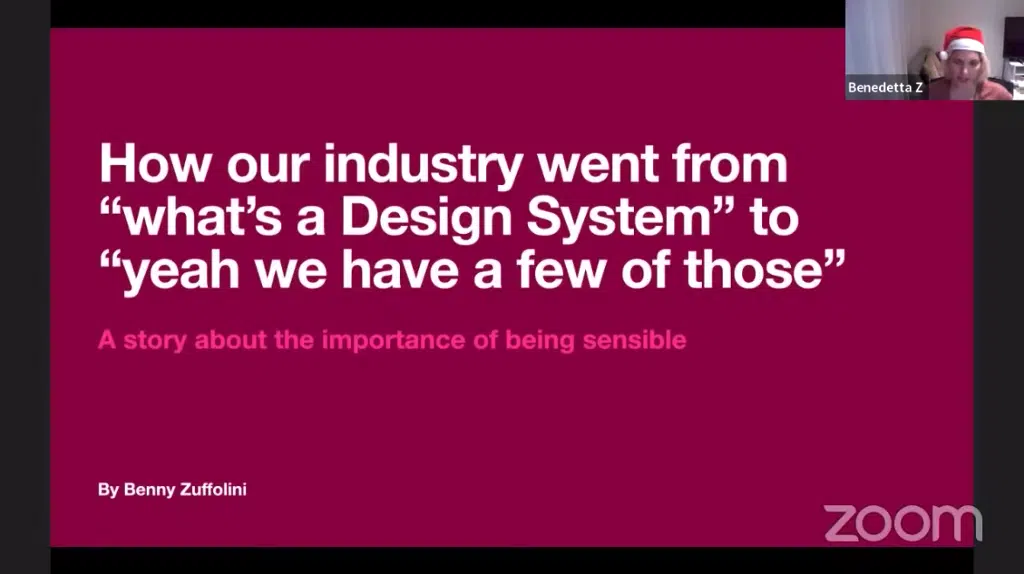 Benedetta Z
How our industry went from
“what’s a Design System” to
“yeah we have a few of those”
A story about the importance of being sensible
By Benny Zuffolini
zoom